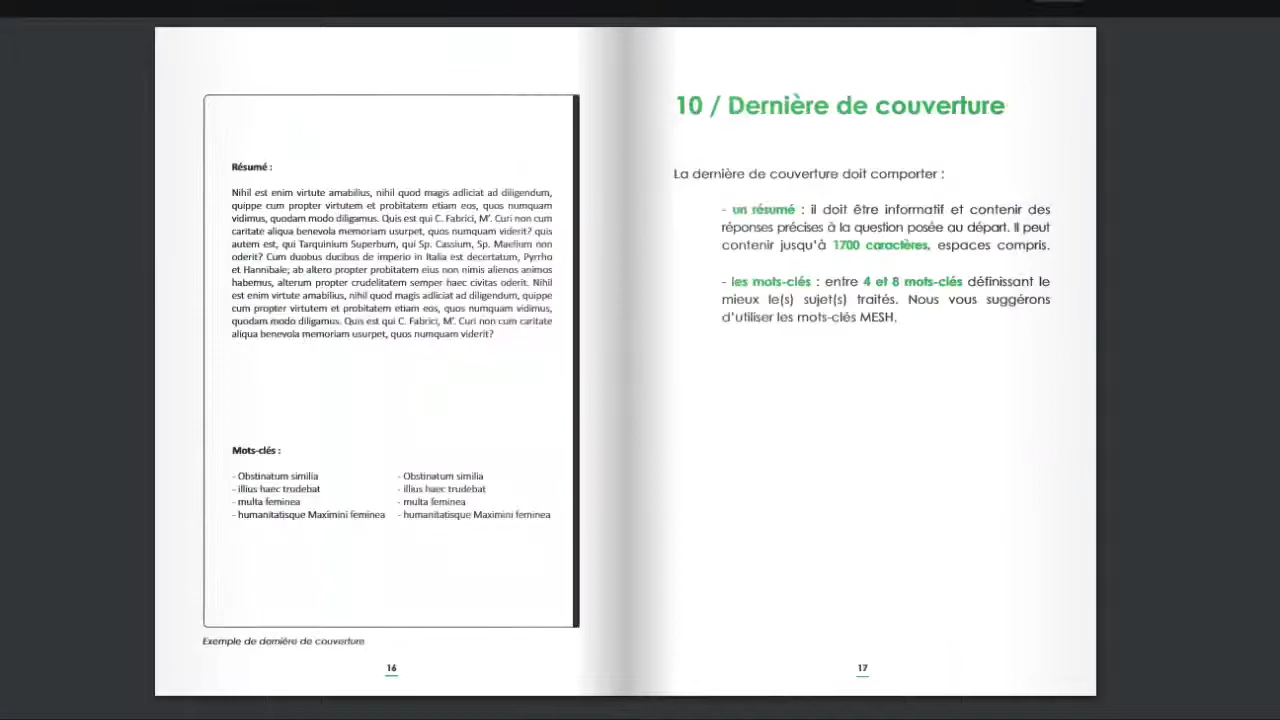 Résumé :
Nihil est enim virtute amabilius, nihil quod magis adliciat ad diligendum,
quippe cum propter virtutem et probitatem etiam eos, quos numquam
vidimus, quodam modo diligamus. Quis est qui C. Fabrici, M'. Curi non cum
caritate aliqua benevola memoriam usurpet, quos numquam viderit? quis
autem est, qui Tarquinium Superbum, qui Sp. Cassium, Sp. Maelium non
oderit? Cum duobus ducibus de imperio in Italia est decertatum, Pyrrho
et Hannibale; ab altero propter probitatem eius non nimis alienos animos
habemus, alterum propter crudelitatem semper haec civitas oderit. Nihil
est enim virtute amabilius, nihil quod magis adliciat ad diligendum, quippe
cum propter virtutem et probitatem etiam eos, quos numquam vidimus,
quodam modo diligamus. Quis est qui C. Fabrici, M'. Curi non cum caritate
aliqua benevola memoriam usurpet, quos numquam viderit?
Mots-clés :
- Obstinatum similia
- illius haec trudebat
- multa feminea
- humanitatisque Maximini feminea
- Obstinatum similia
- illius haec trudebat
- multa feminea
- humanitatisque Maximini feminea
Exemple de dernière de couverture
16
10 / Dernière de couverture
La dernière de couverture doit comporter :
- un résumé : il doit être informatif et contenir des
réponses précises à la question posée au départ. Il peut
contenir jusqu'à 1700 caractères, espaces compris.
- les mots-clés : entre 4 et 8 mots-clés définissant le
mieux le(s) sujet(s) traités. Nous vous suggérons
d'utiliser les mots-clés MESH.
17